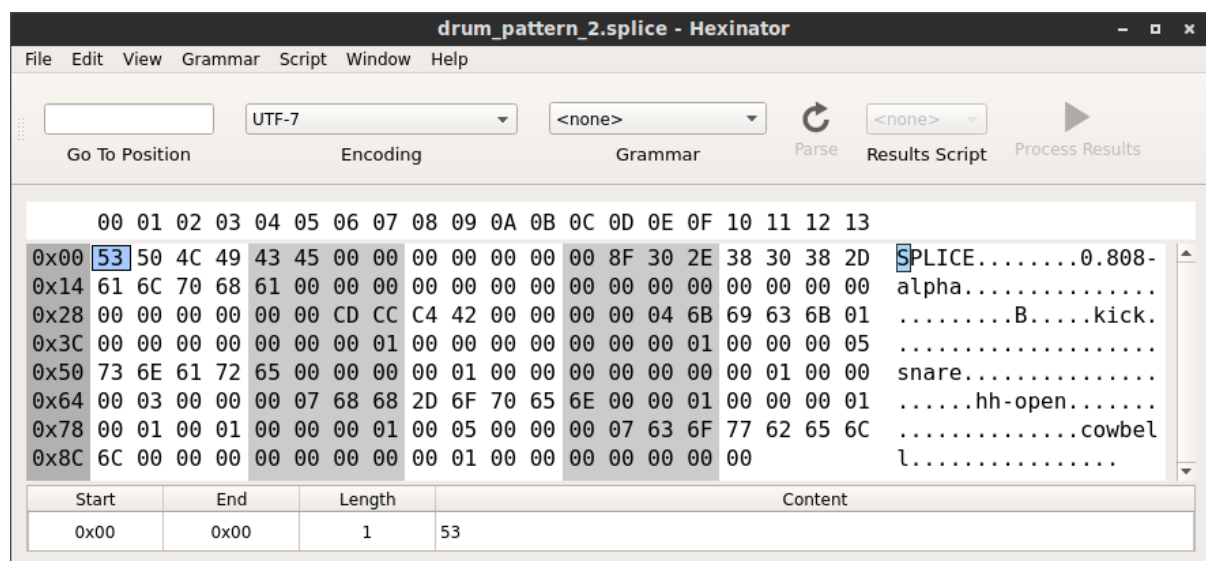 drum_pattern_2.splice - Hexinator
File Edit View Grammar Script Window Help
UTF-7 <none> <none>
Go To Position Encoding Grammar Parse Results Script Process Results
00 01 02 03 04 05 06 07 08 09 0A 0B 0C 0D 0E 0F 10 11 12 13
0x00 53 50 4C 49 43 45 00 00 00 00 00 00 00 8F 30 2E 38 30 38 2D SPLICE........0.808-
0x14 61 6C 70 68 61 00 00 00 00 00 00 00 00 00 00 00 00 00 00 00 alpha...............
0x28 00 00 00 00 00 00 CD CC C4 42 00 00 00 00 04 6B 69 63 6B 01 .........B.....kick.
0x3C 00 00 00 00 00 00 00 01 00 00 00 00 00 00 00 01 00 00 00 05 ....................
0x50 73 6E 61 72 65 00 00 00 00 01 00 00 00 00 00 00 00 01 00 00 snare...............
0x64 00 03 00 00 00 07 68 68 2D 6F 70 65 6E 00 00 01 00 00 00 01 ......hh-open.......
0x78 00 01 00 01 00 00 00 01 00 05 00 00 00 07 63 6F 77 62 65 6C ..............cowbel
0x8C 6C 00 00 00 00 00 00 00 00 01 00 00 00 00 00 00 00 l................
Start End Length Content
0x00 0x00 1 53